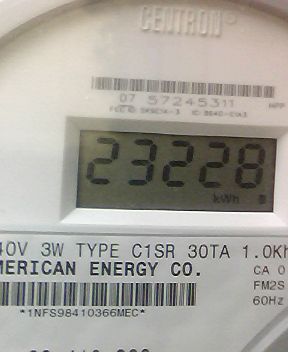 CENTRON®
07 57245311
23228
kWh
40V 3W TYPE C1SR 30TA 1.0Kh
MERICAN ENERGY CO.
CA 0
FM2S
60Hz
*1NFS98410366MEC*